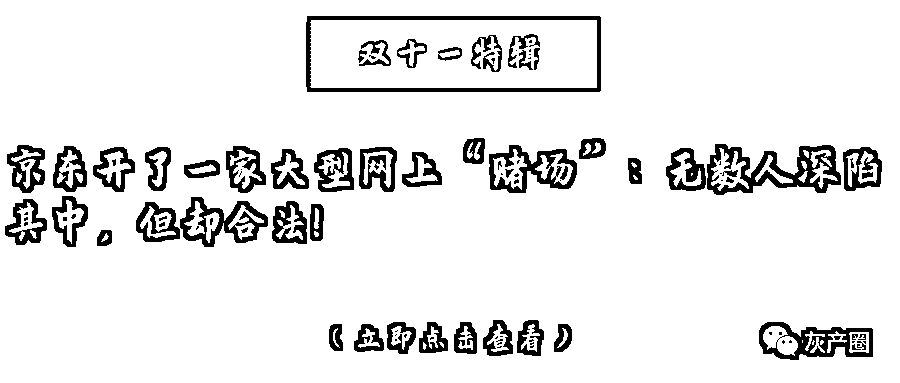 双十一特辑
京东开了一家大型网上“赌场”：无数人深陷
其中，但却合法!
（立即点击查看）
灰产圈